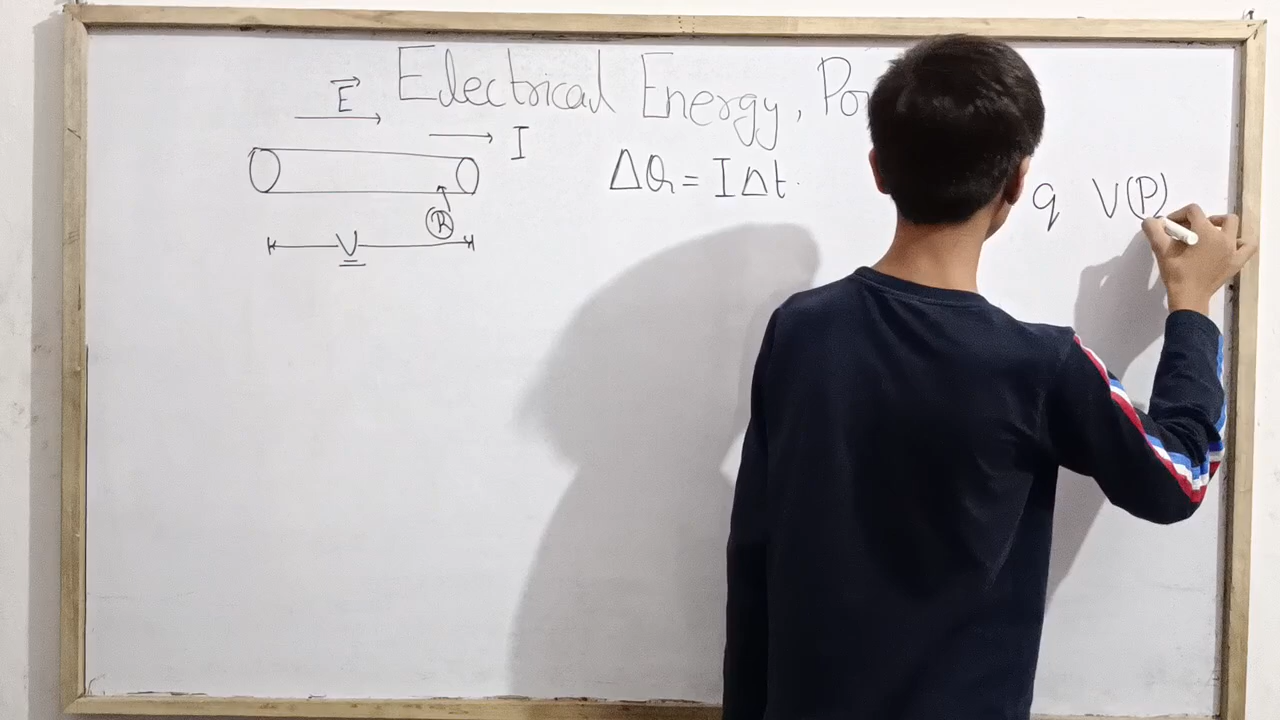 Electrical Energy, Po
E
I
ΔQ = IΔt.
q V(P)
R
V